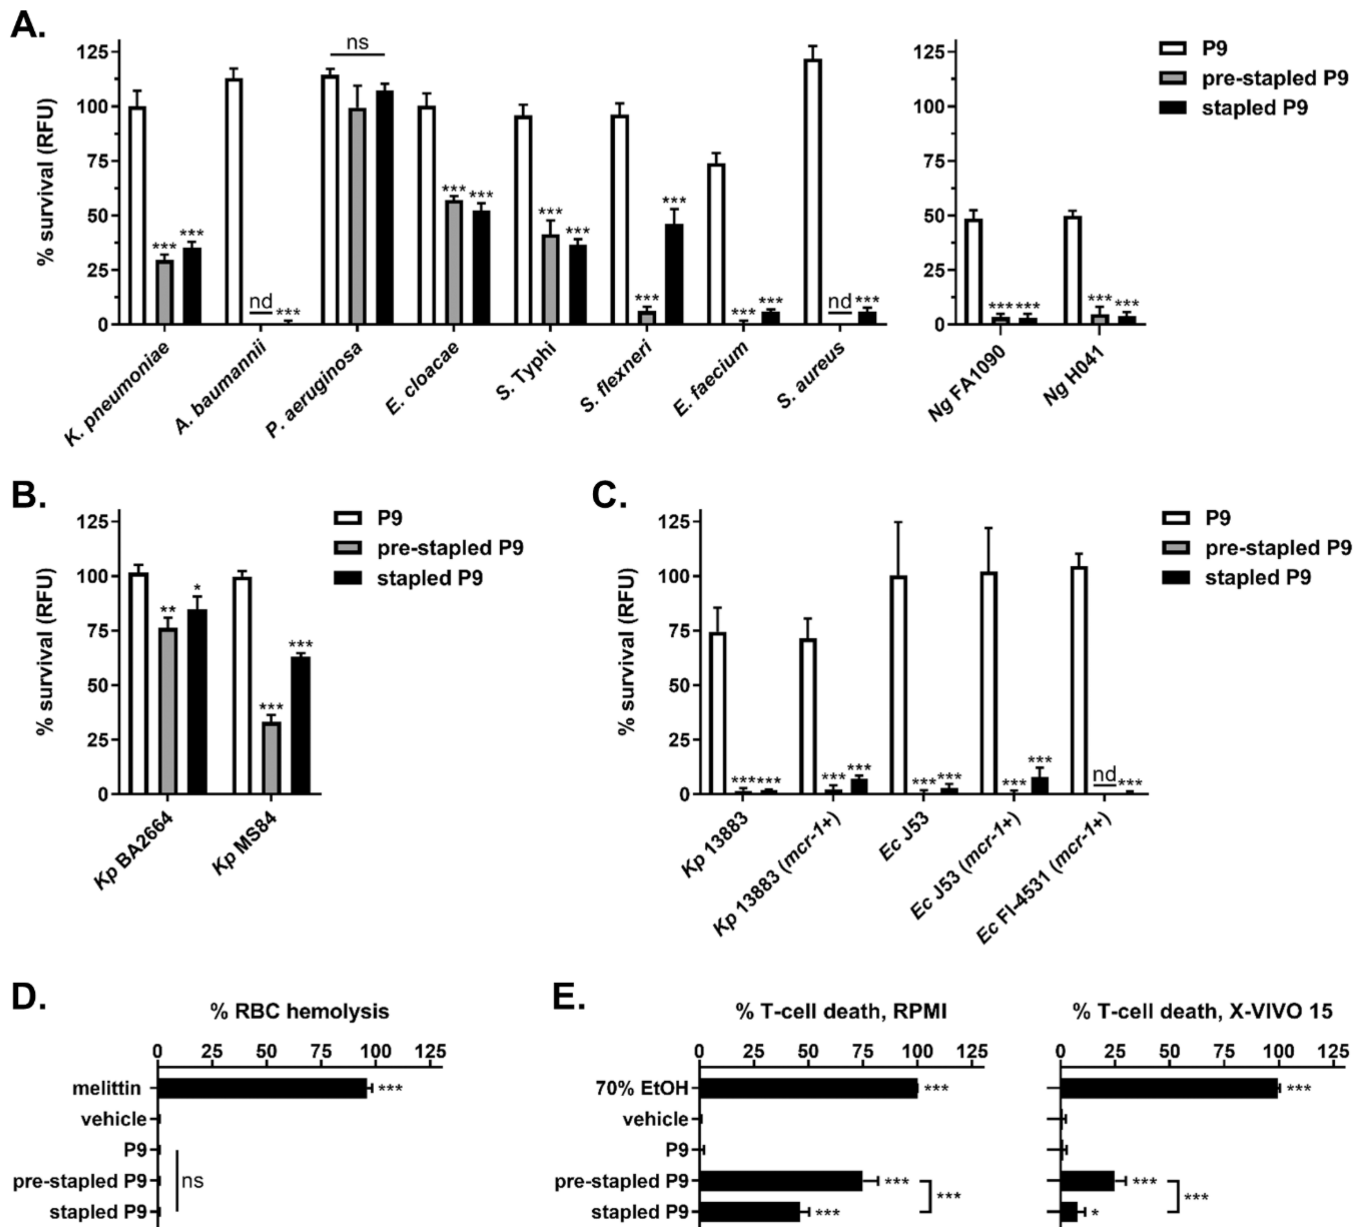 A.
% survival (RFU)
125
100
75
50
25
0
ns
*** ***
nd ***
*** ***
*** ***
*** ***
*** ***
nd ***
K. pneumoniae
A. baumannii
P. aeruginosa
E. cloacae
S. Typhi
S. flexneri
E. faecium
S. aureus
125
100
75
50
25
0
*** ***
*** ***
Ng FA1090
Ng H041
P9
pre-stapled P9
stapled P9
B.
% survival (RFU)
125
100
75
50
25
0
** *
*** ***
Kp BA2664
Kp MS84
P9
pre-stapled P9
stapled P9
C.
% survival (RFU)
125
100
75
50
25
0
*** ***
*** ***
*** ***
*** ***
nd ***
Kp 13883
Kp 13883 (mcr-1+)
Ec J53
Ec J53 (mcr-1+)
Ec FI-4531 (mcr-1+)
P9
pre-stapled P9
stapled P9
D.
% RBC hemolysis
0 25 50 75 100 125
melittin ***
vehicle
P9
pre-stapled P9
stapled P9
ns
E.
% T-cell death, RPMI
0 25 50 75 100 125
70% EtOH ***
vehicle
P9
pre-stapled P9 ***
stapled P9 ***
***
% T-cell death, X-VIVO 15
0 25 50 75 100 125
***
***
*
***